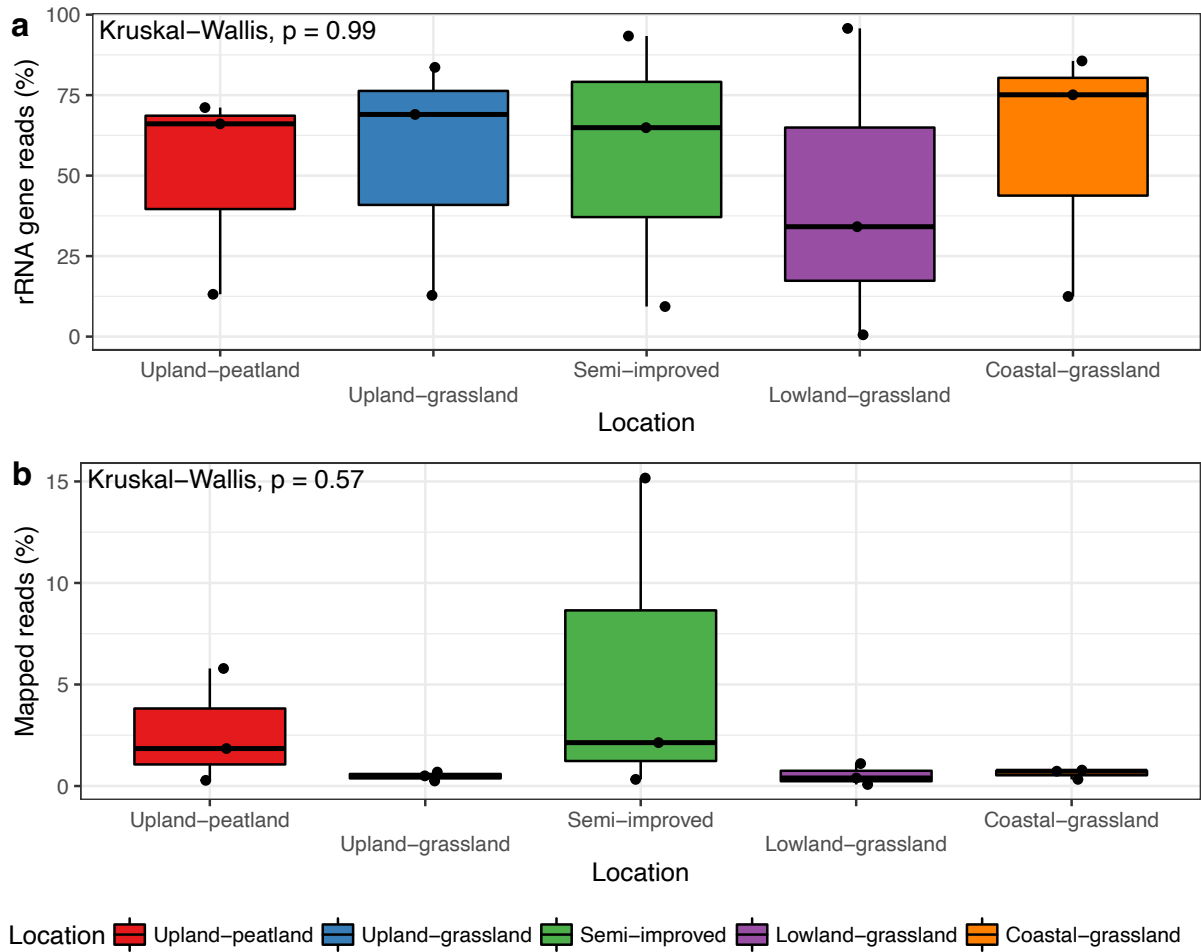 a
Kruskal−Wallis, p = 0.99
rRNA gene reads (%)
100
75
50
25
0
Upland−peatland
Upland−grassland
Semi−improved
Lowland−grassland
Coastal−grassland
Location
b
Kruskal−Wallis, p = 0.57
Mapped reads (%)
15
10
5
0
Upland−peatland
Upland−grassland
Semi−improved
Lowland−grassland
Coastal−grassland
Location
Location Upland−peatland Upland−grassland Semi−improved Lowland−grassland Coastal−grassland